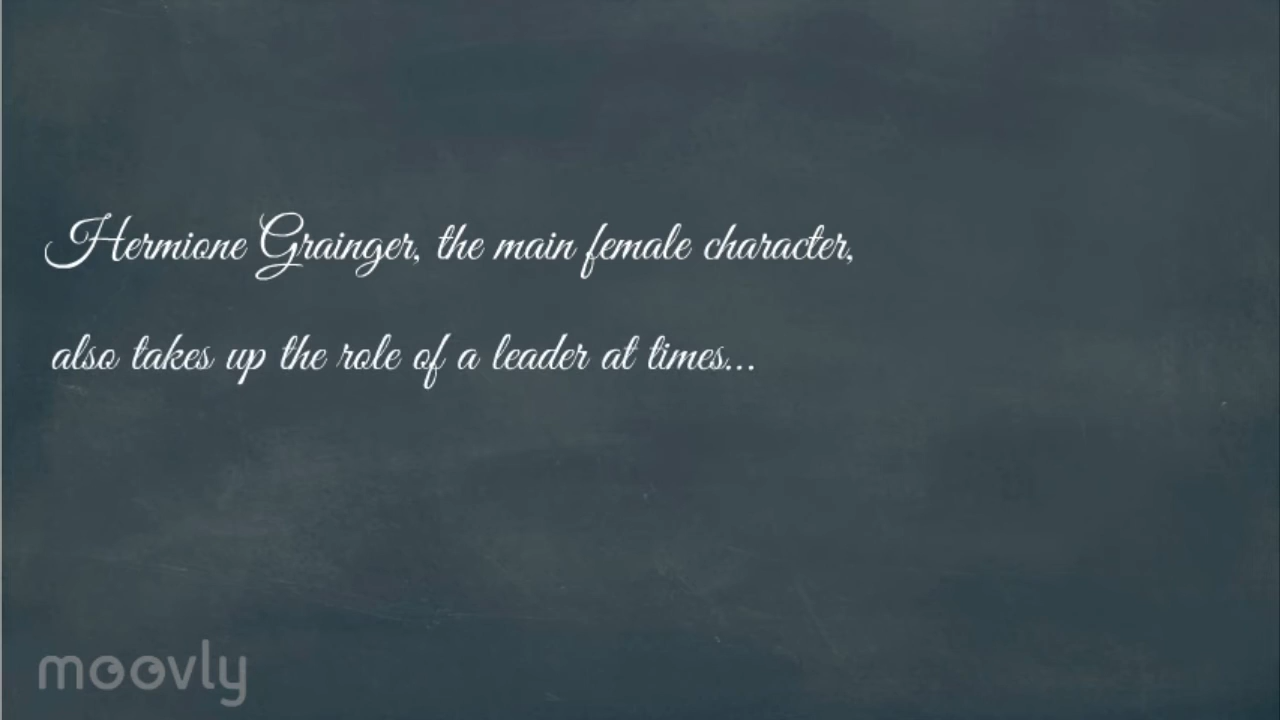 Hermione Grainger, the main female character,
also takes up the role of a leader at times...
moovly